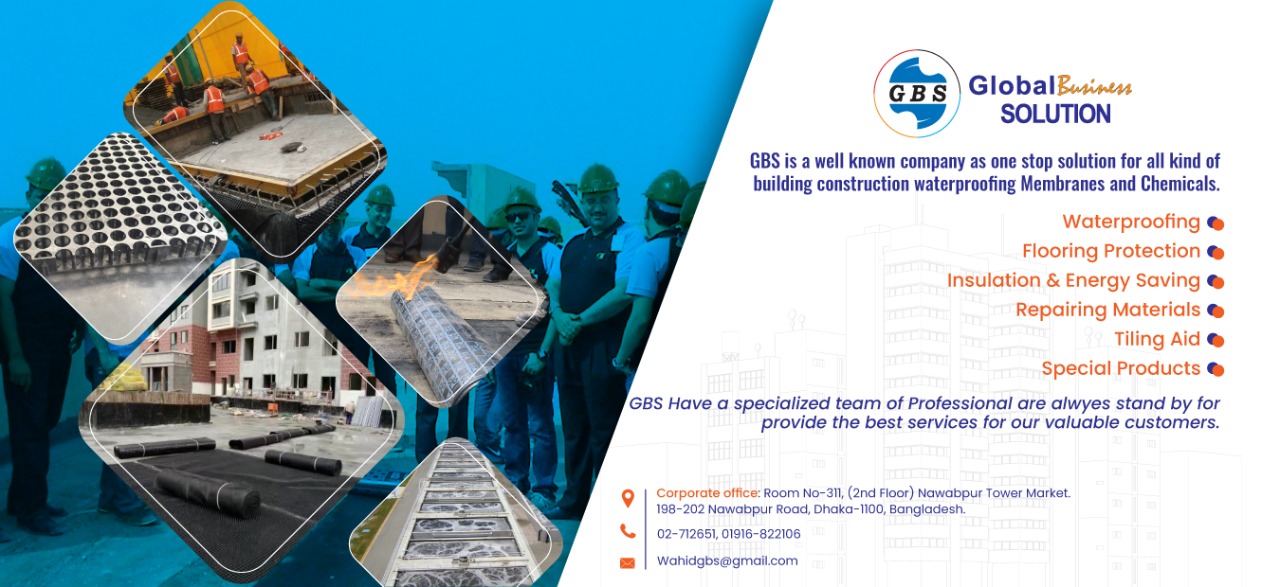 GBS
Global Business
SOLUTION
GBS is a well known company as one stop solution for all kind of
building construction waterproofing Membranes and Chemicals.
Waterproofing
Flooring Protection
Insulation & Energy Saving
Repairing Materials
Tiling Aid
Special Products
GBS Have a specialized team of Professional are alwyes stand by for
provide the best services for our valuable customers.
Corporate office: Room No-311, (2nd Floor) Nawabpur Tower Market.
198-202 Nawabpur Road, Dhaka-1100, Bangladesh.
02-712651, 01916-822106
Wahidgbs@gmail.com